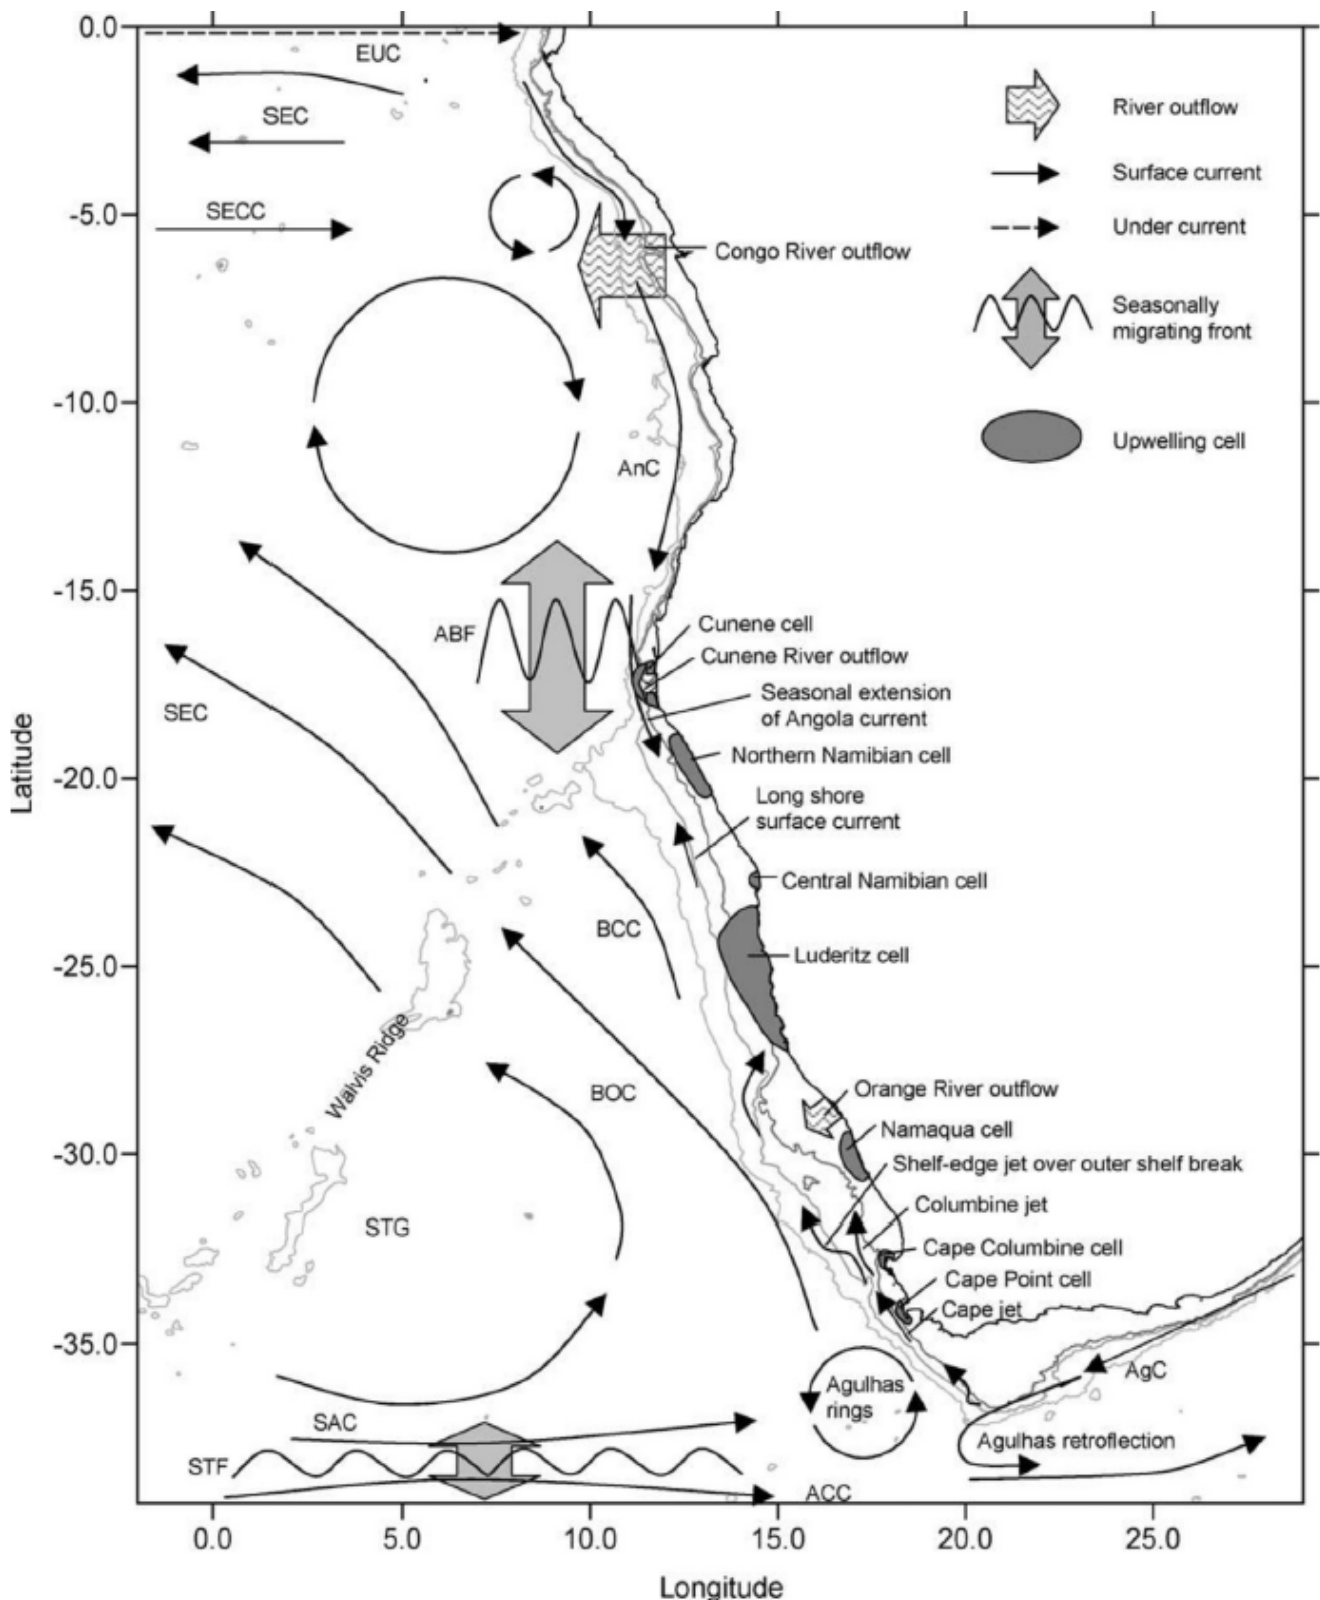 0.0
EUC
SEC
River outflow
Surface current
SECC
-5.0
Under current
Congo River outflow
Seasonally
migrating front
-10.0
Upwelling cell
AnC
-15.0
ABF
Cunene cell
Cunene River outflow
Seasonal extension
of Angola current
SEC
Northern Namibian cell
Latitude
-20.0
Long shore
surface current
Central Namibian cell
BCC
Luderitz cell
-25.0
Walvis Ridge
BOC
Orange River outflow
Namaqua cell
-30.0
Shelf-edge jet over outer shelf break
Columbine jet
STG
Cape Columbine cell
Cape Point cell
Cape jet
-35.0
AgC
Agulhas
rings
SAC
Agulhas retroflection
STF
ACC
0.0
5.0
10.0
15.0
20.0
25.0
Longitude